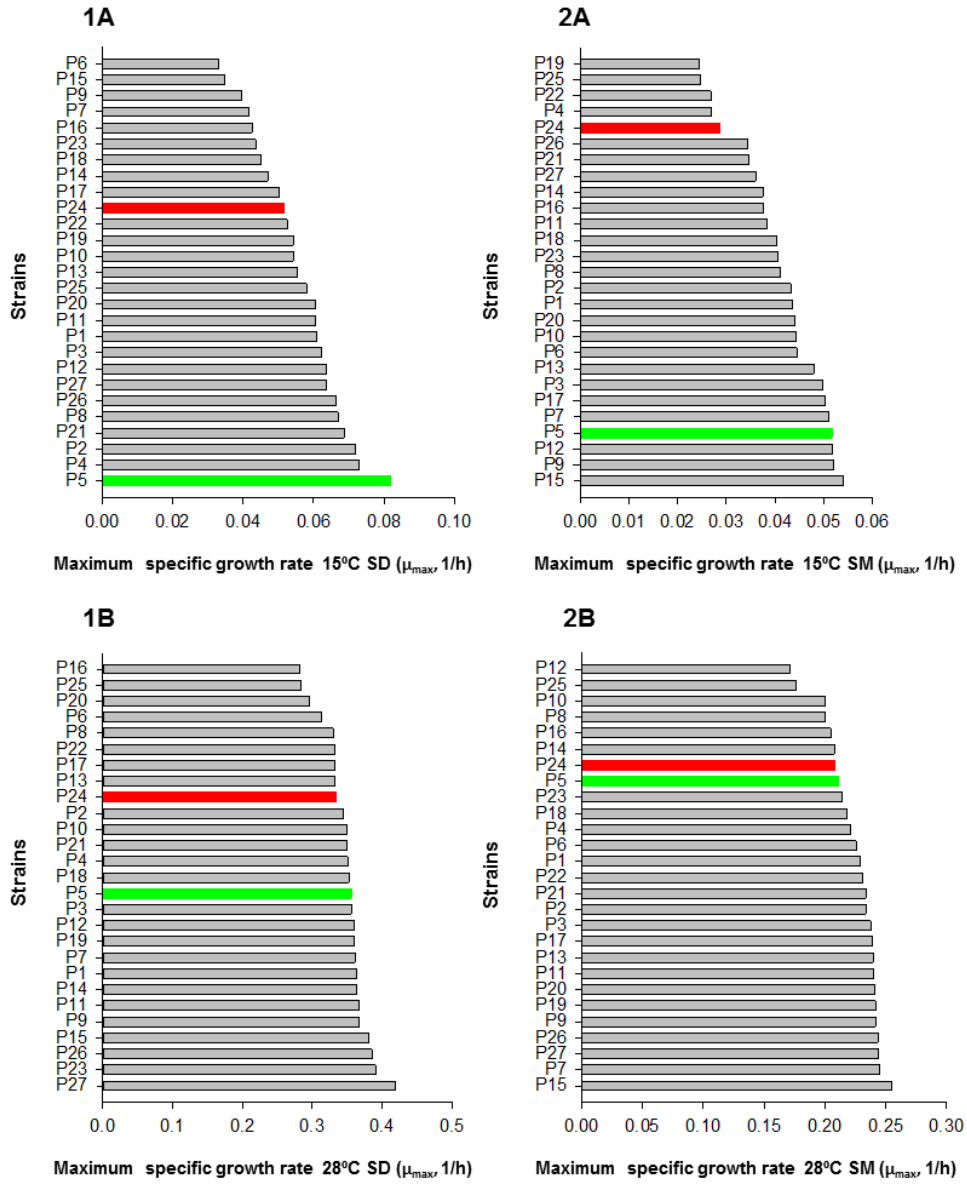 1A
P6
P15
P9
P7
P16
P23
P18
P14
P17
P24
P22
P19
P10
P13
P25
P20
P11
P1
P3
P12
P27
P26
P8
P21
P2
P4
P5
Strains
0.00 0.02 0.04 0.06 0.08 0.10
Maximum specific growth rate 15ºC SD (μmax, 1/h)
2A
P19
P25
P22
P4
P24
P26
P21
P27
P14
P16
P11
P18
P23
P8
P2
P1
P20
P10
P6
P13
P3
P17
P7
P5
P12
P9
P15
Strains
0.00 0.01 0.02 0.03 0.04 0.05 0.06
Maximum specific growth rate 15ºC SM (μmax, 1/h)
1B
P16
P25
P20
P6
P8
P22
P17
P13
P24
P2
P10
P21
P4
P18
P5
P3
P12
P19
P7
P1
P14
P11
P9
P15
P26
P23
P27
Strains
0.0 0.1 0.2 0.3 0.4 0.5
Maximum specific growth rate 28ºC SD (μmax, 1/h)
2B
P12
P25
P10
P8
P16
P14
P24
P5
P23
P18
P4
P6
P1
P22
P21
P2
P3
P17
P13
P11
P20
P19
P9
P26
P27
P7
P15
Strains
0.00 0.05 0.10 0.15 0.20 0.25 0.30
Maximum specific growth rate 28ºC SM (μmax, 1/h)